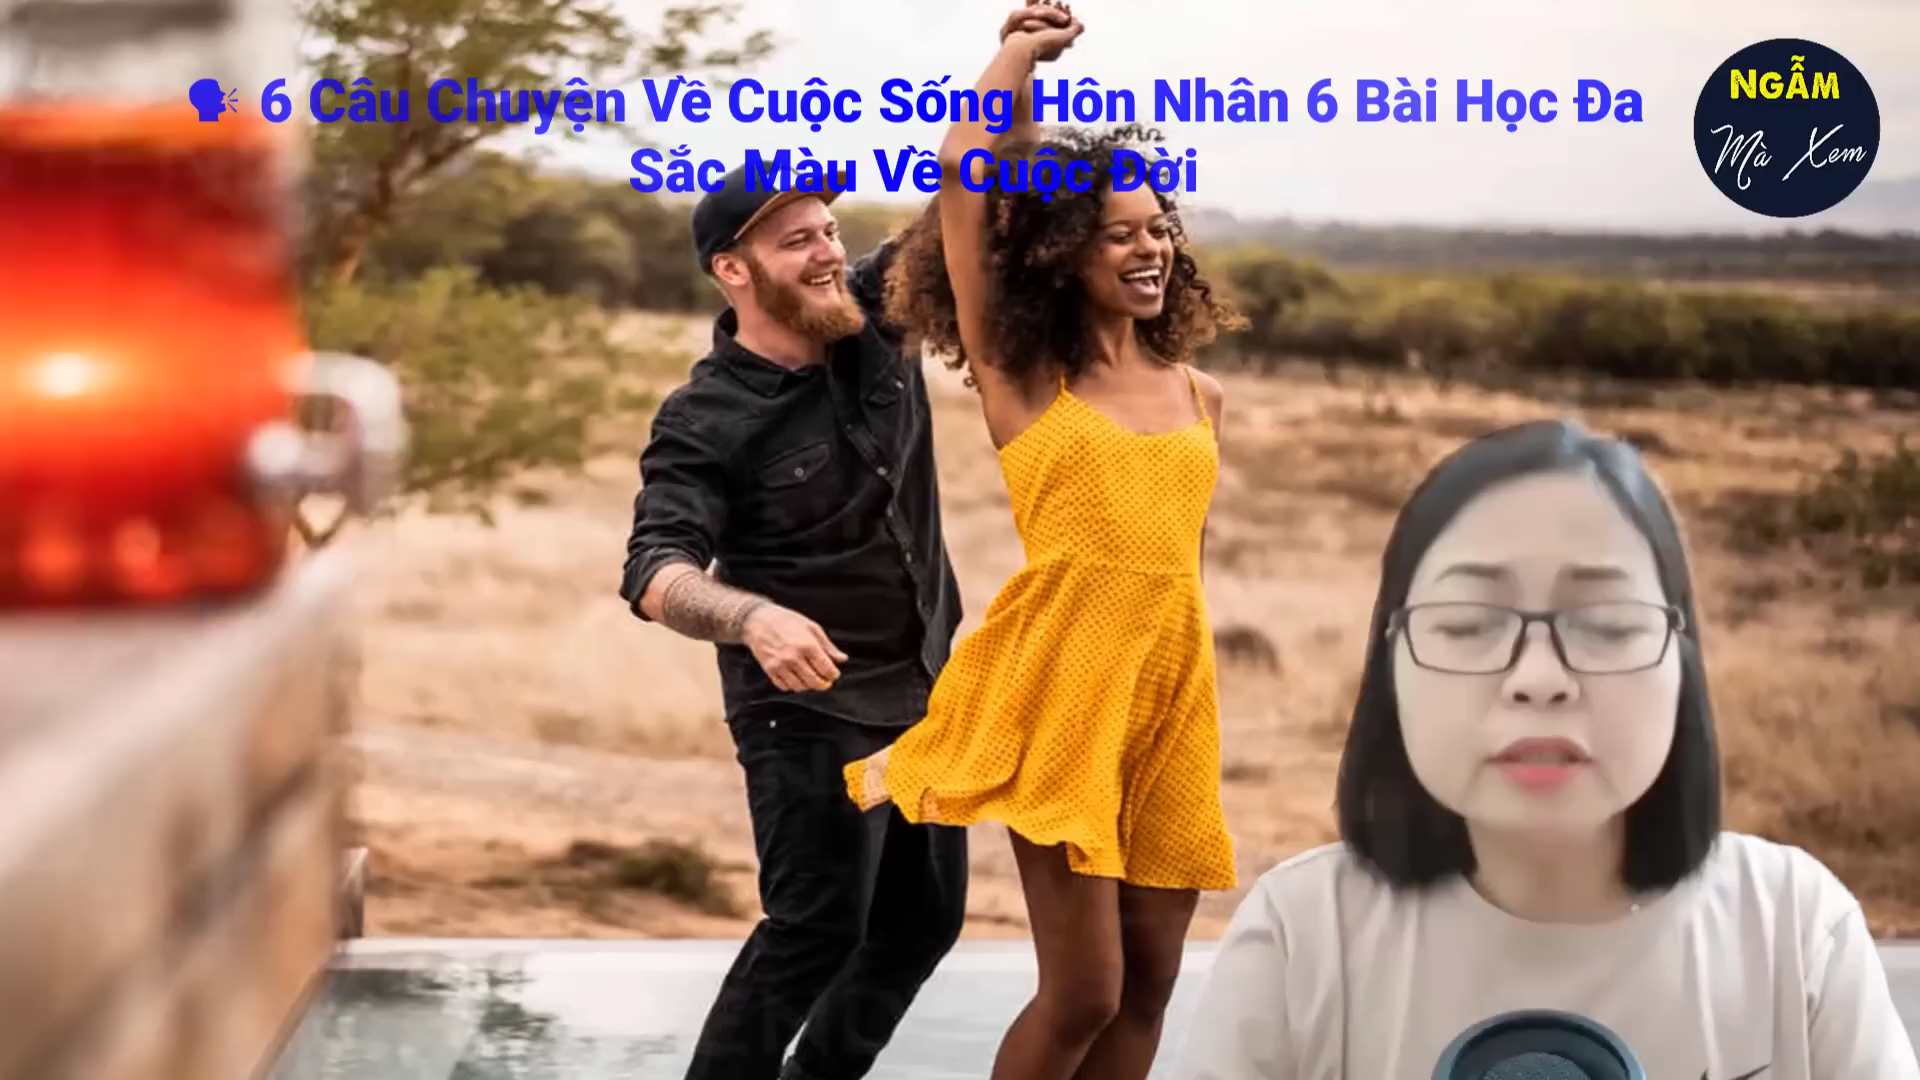 🗣 6 Câu Chuyện Về Cuộc Sống Hôn Nhân 6 Bài Học Đa
Sắc Màu Về Cuộc Đời
NGẪM
Mà Xem